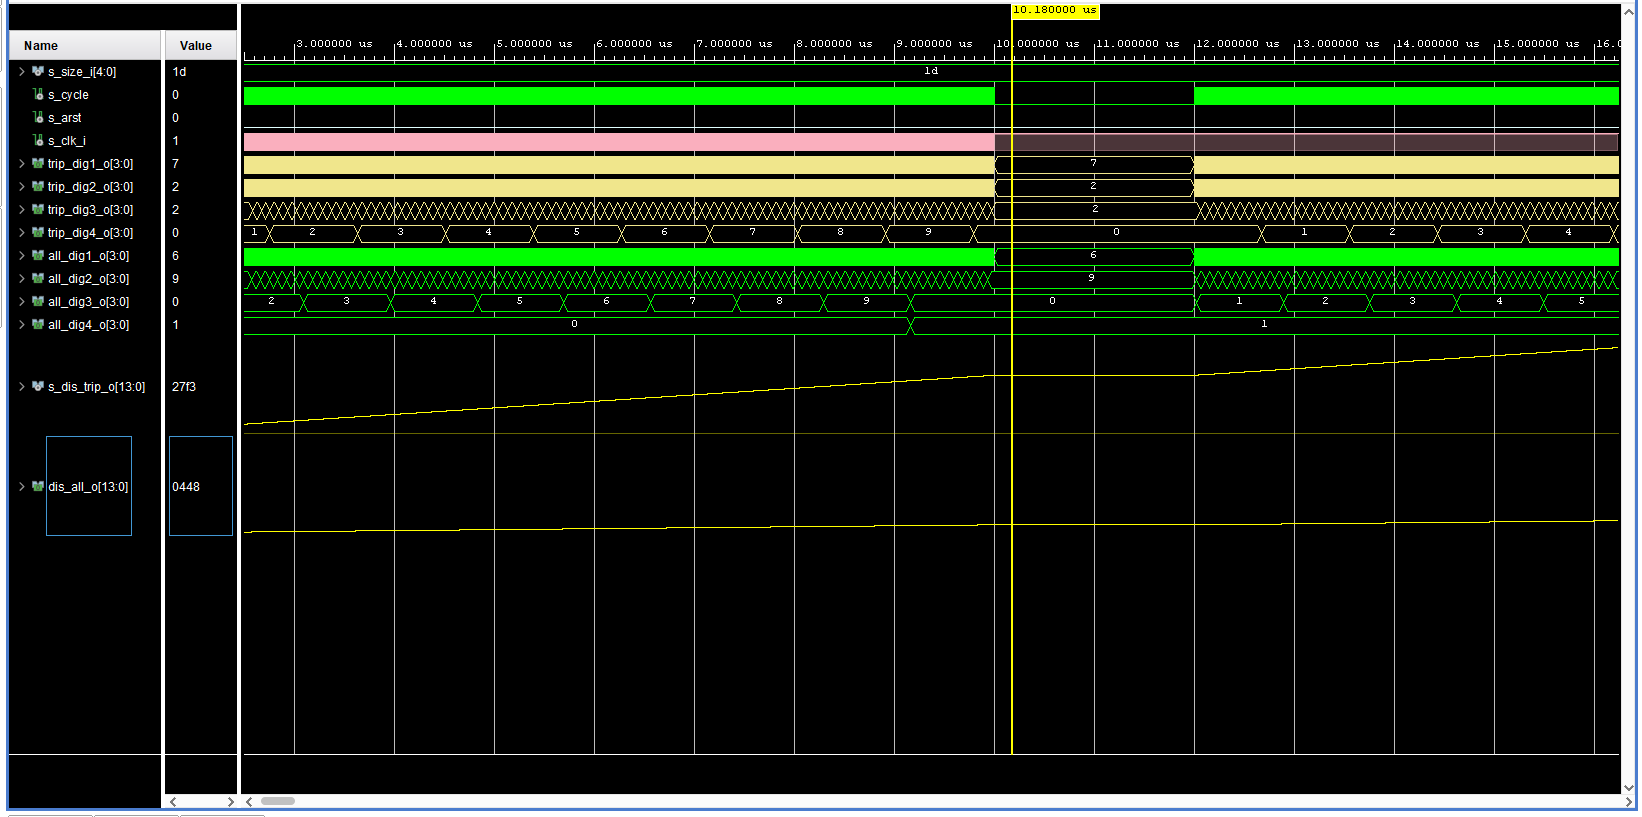 10.180000 us
Name Value
3.000000 us 4.000000 us 5.000000 us 6.000000 us 7.000000 us 8.000000 us 9.000000 us 10.000000 us 11.000000 us 12.000000 us 13.000000 us 14.000000 us 15.000000 us 16.0
s_size_i[4:0] 1d 1d
s_cycle 0
s_arst 0
s_clk_i 1
trip_dig1_o[3:0] 7 7
trip_dig2_o[3:0] 2 2
trip_dig3_o[3:0] 2 2
trip_dig4_o[3:0] 0 1 2 3 4 5 6 7 8 9 0 1 2 3 4
all_dig1_o[3:0] 6 6
all_dig2_o[3:0] 9 9
all_dig3_o[3:0] 0 2 3 4 5 6 7 8 9 0 1 2 3 4 5
all_dig4_o[3:0] 1 0 1
s_dis_trip_o[13:0] 27f3
dis_all_o[13:0] 0448